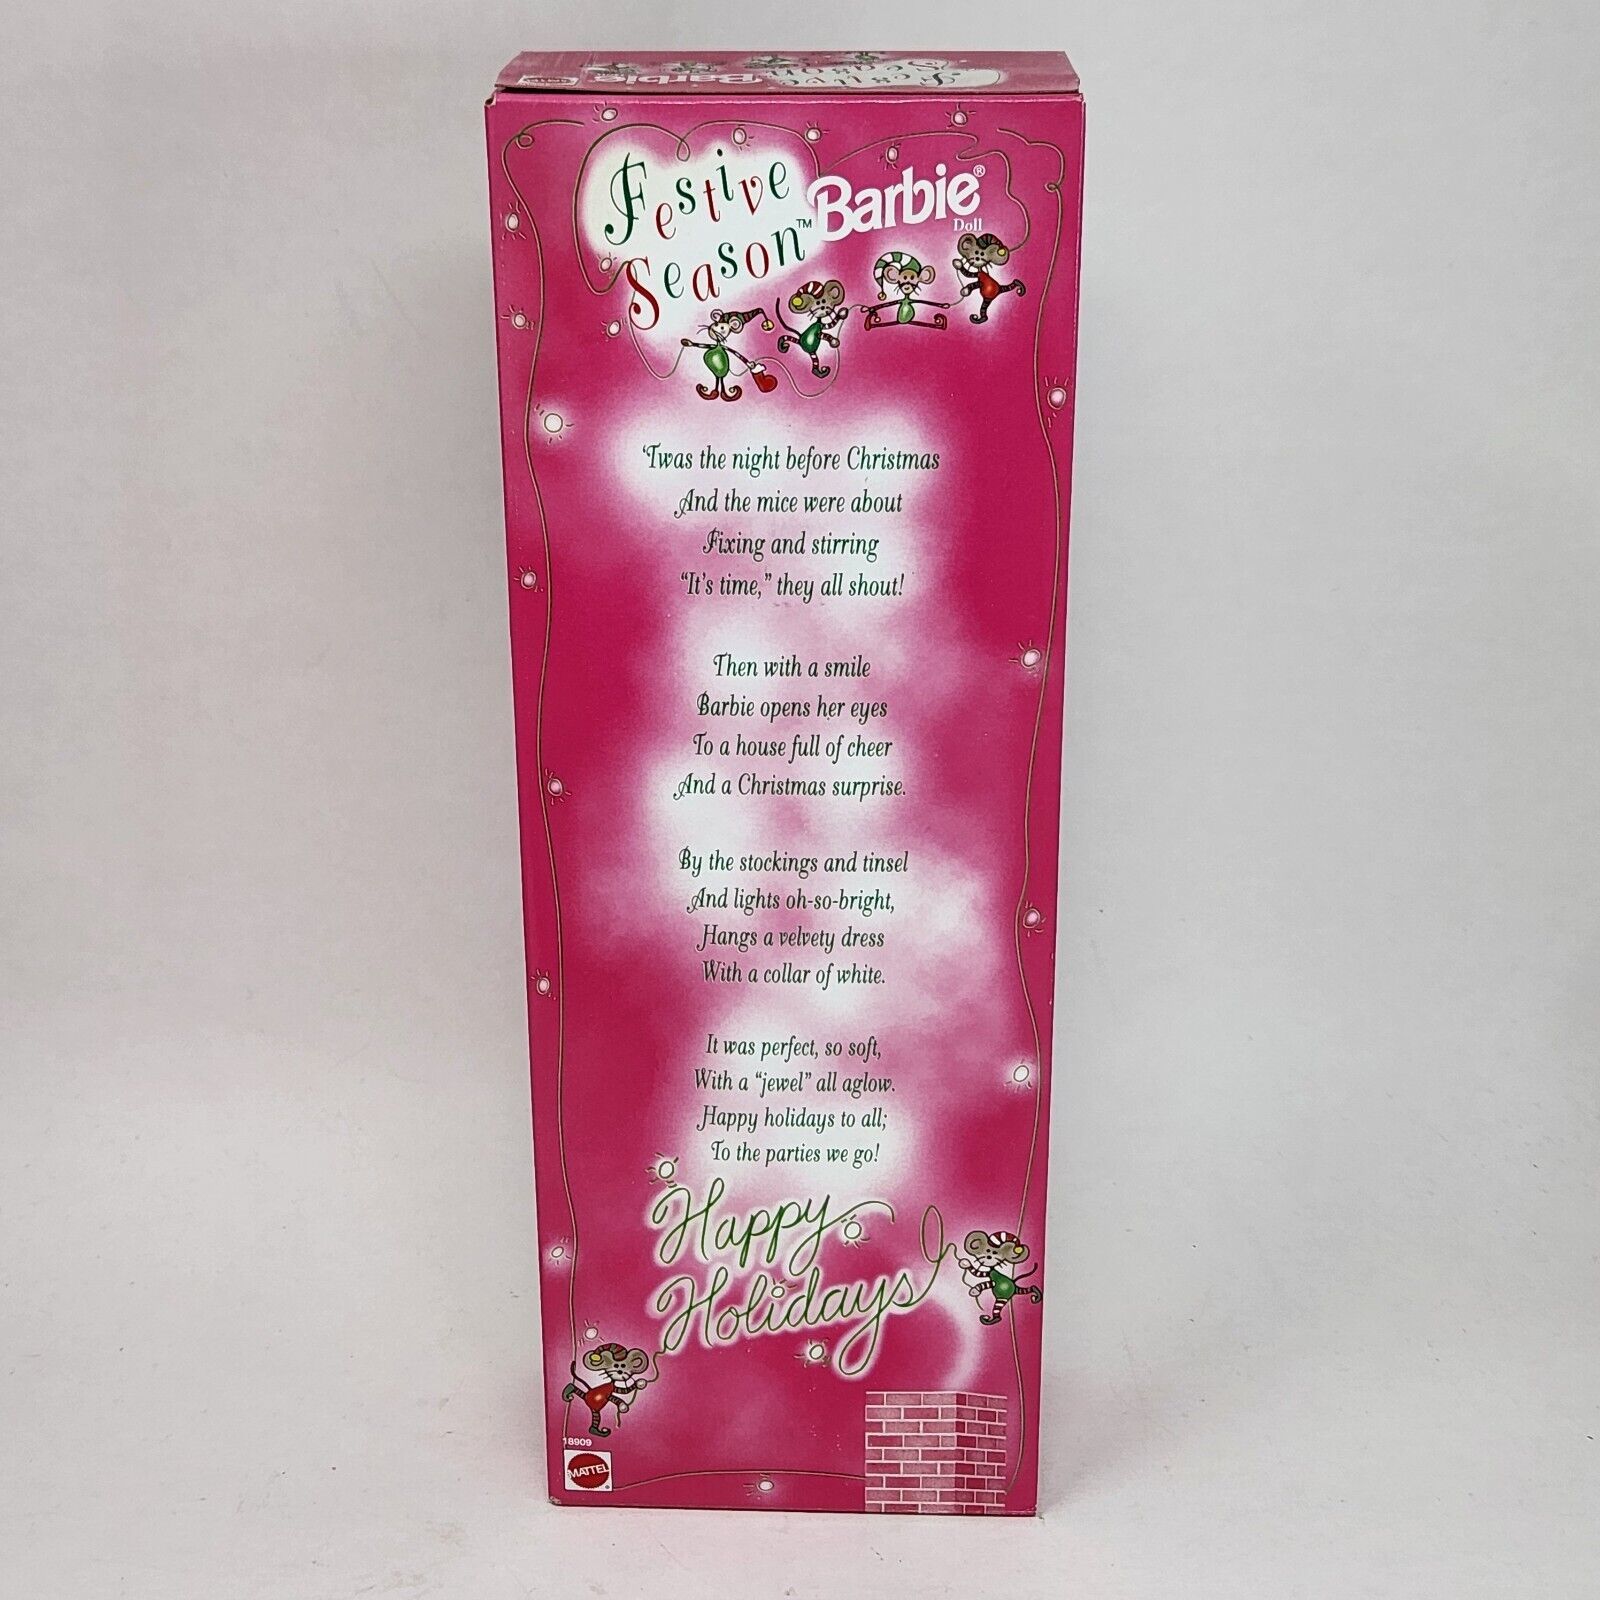 Festive Season Barbie
Festive
Season™
Barbie®
Doll
'Twas the night before Christmas
And the mice were about
Fixing and stirring
"It's time," they all shout!
Then with a smile
Barbie opens her eyes
To a house full of cheer
And a Christmas surprise.
By the stockings and tinsel
And lights oh-so-bright,
Hangs a velvety dress
With a collar of white.
It was perfect, so soft,
With a "jewel" all aglow.
Happy holidays to all;
To the parties we go!
Happy
Holidays
18909
MATTEL®